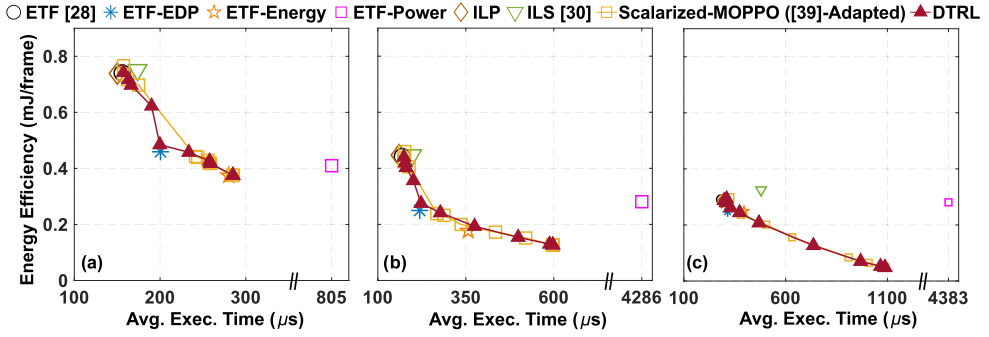 ETF [28] ETF-EDP ETF-Energy ETF-Power ILP ILS [30] Scalarized-MOPPO ([39]-Adapted) DTRL
Energy Efficiency (mJ/frame)
0.8
0.6
0.4
0.2
0
(a) (b) (c)
100 200 300 805 100 350 600 4286 100 600 1100 4383
Avg. Exec. Time (μs) Avg. Exec. Time (μs) Avg. Exec. Time (μs)